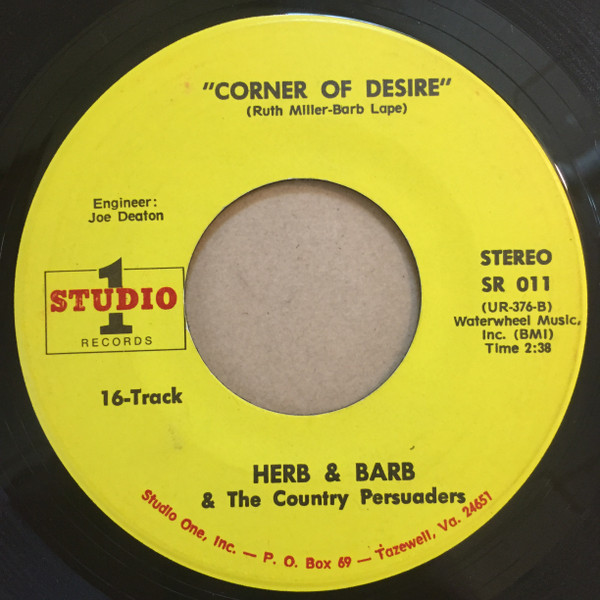 "CORNER OF DESIRE"
(Ruth Miller-Barb Lape)
Engineer:
Joe Deaton
1
STUDIO
RECORDS
16-Track
STEREO
SR 011
(UR-376-B)
Waterwheel Music,
Inc. (BMI)
Time 2:38
HERB & BARB
& The Country Persuaders
Studio One, Inc. — P. O. Box 69 — Tazewell, Va. 24651